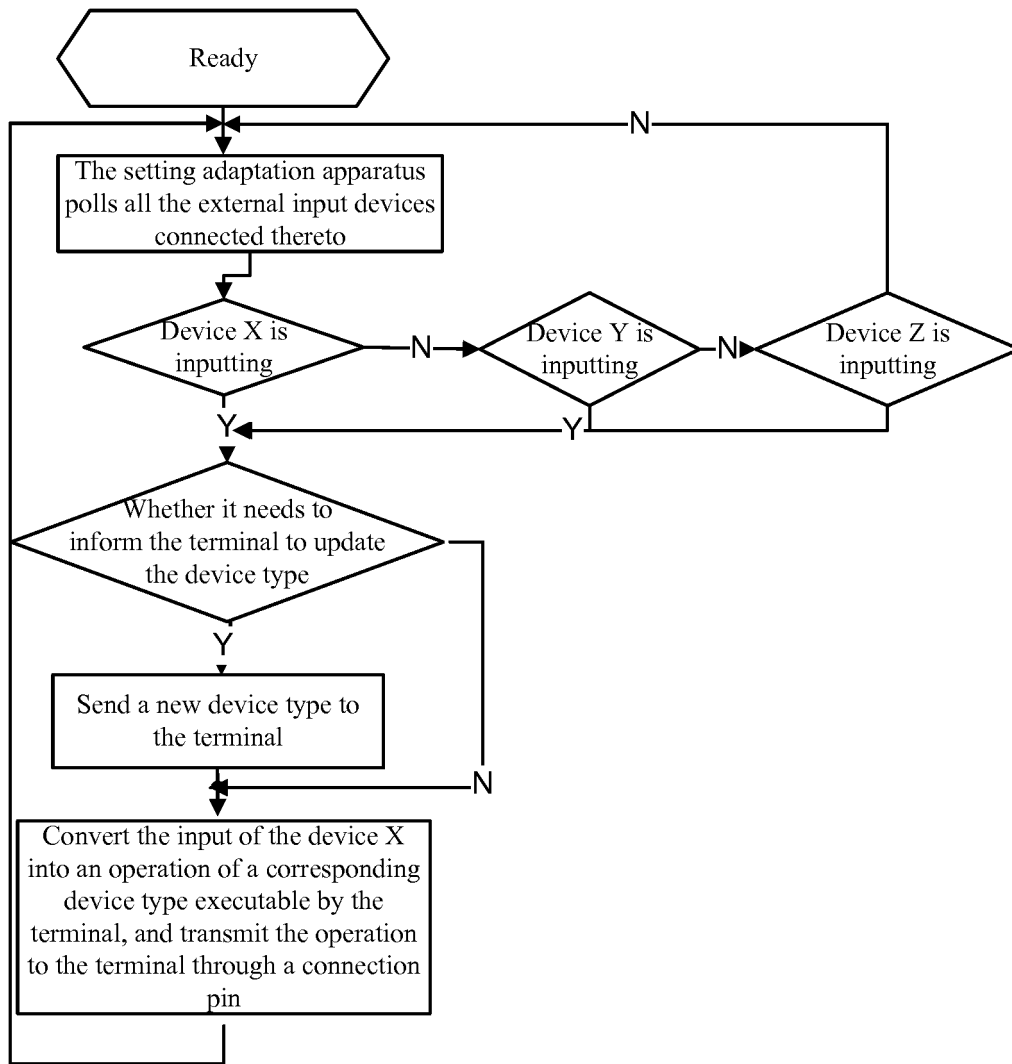 Ready
N
The setting adaptation apparatus
polls all the external input devices
connected thereto
Device X is
inputting
N
Device Y is
inputting
N
Device Z is
inputting
Y
Y
Whether it needs to
inform the terminal to update
the device type
Y
Send a new device type to
the terminal
N
Convert the input of the device X
into an operation of a corresponding
device type executable by the
terminal, and transmit the operation
to the terminal through a connection
pin